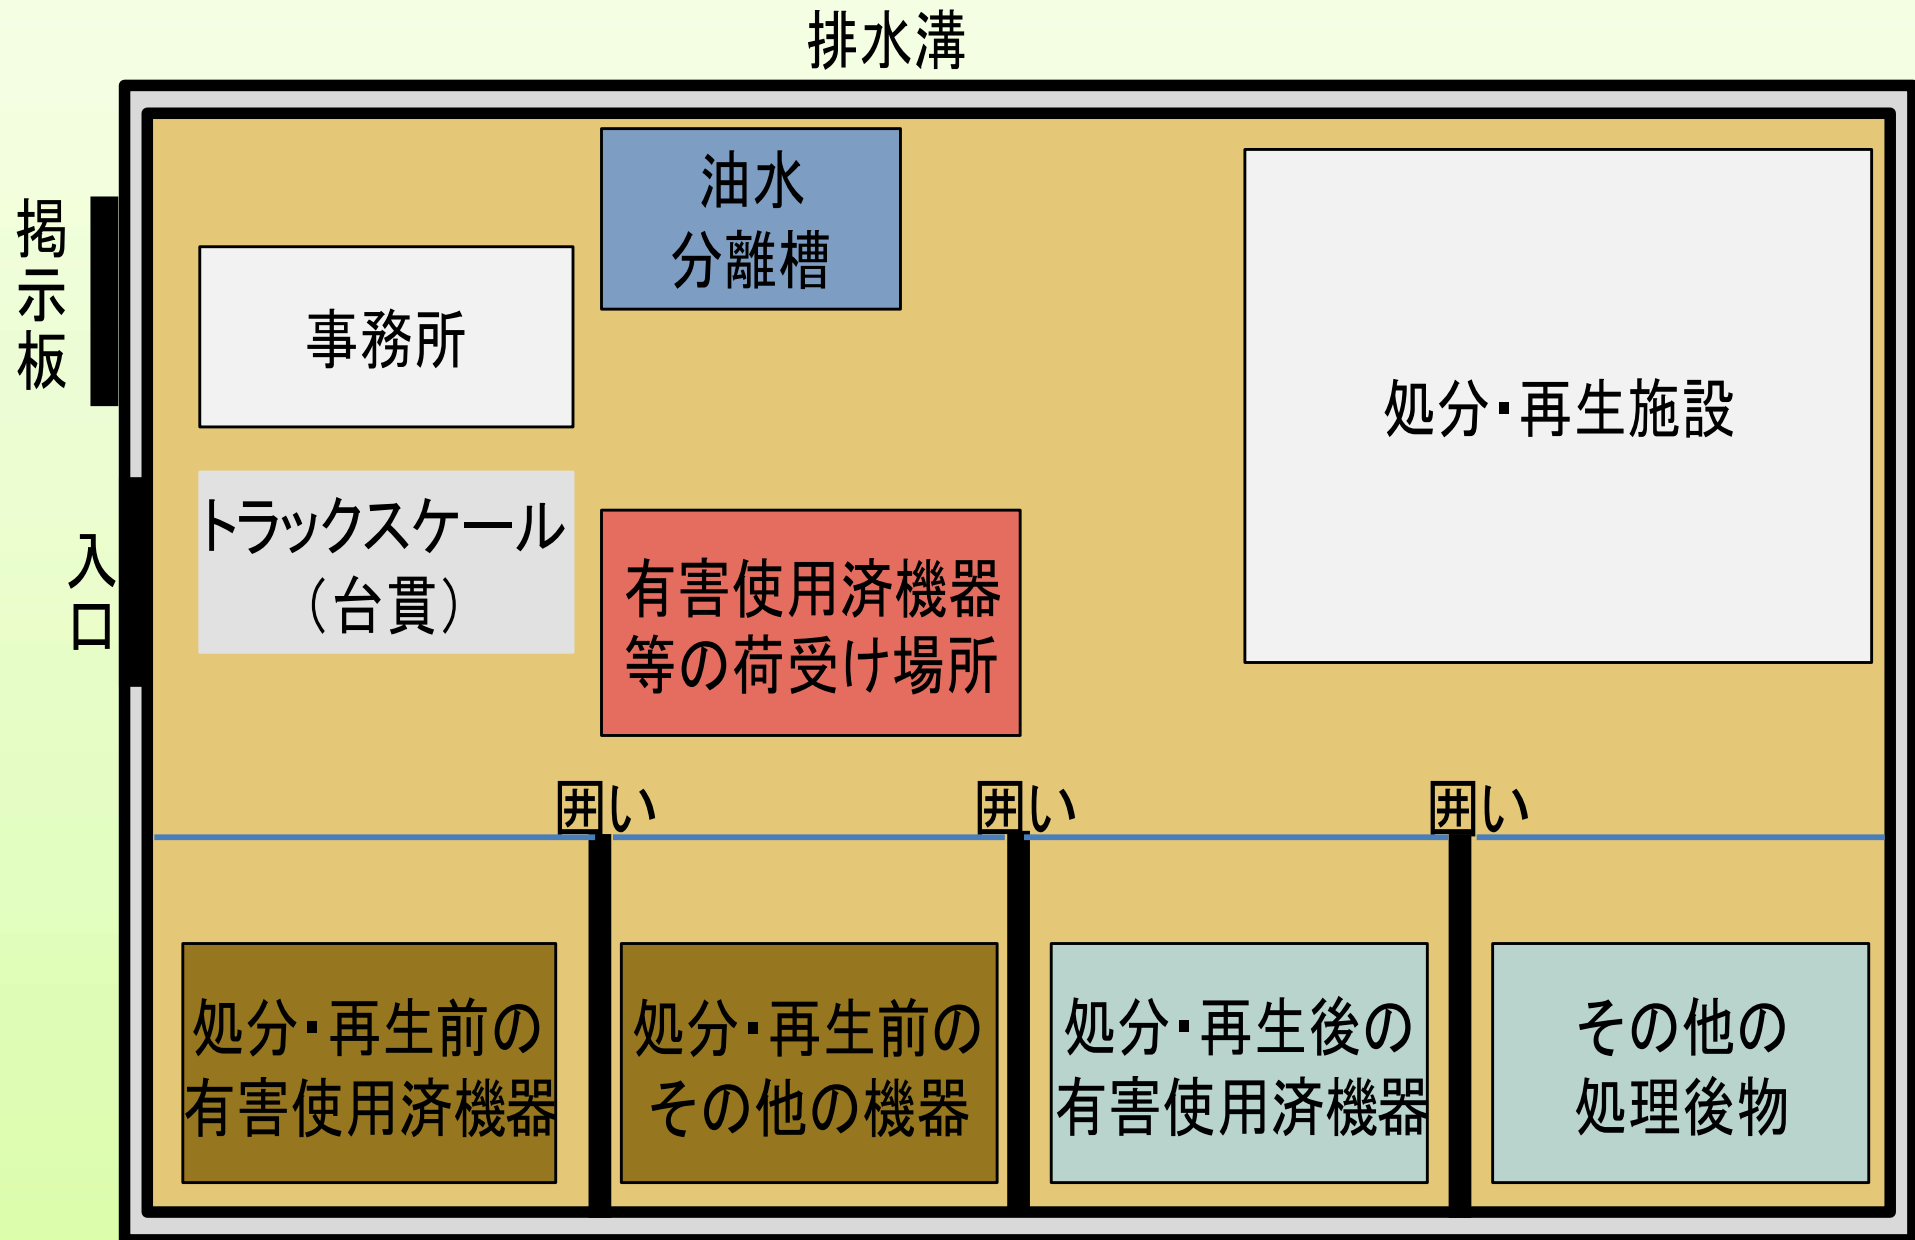 排水溝
油水
分離槽
掲示板
事務所
処分・再生施設
トラックスケール
（台貫）
入口
有害使用済機器
等の荷受け場所
囲い
囲い
囲い
処分・再生前の
有害使用済機器
処分・再生前の
その他の機器
処分・再生後の
有害使用済機器
その他の
処理後物